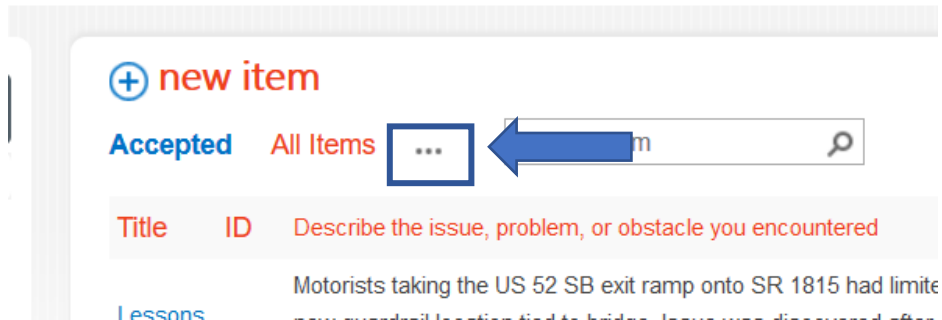 new item
Accepted All Items ...
Title ID Describe the issue, problem, or obstacle you encountered
Motorists taking the US 52 SB exit ramp onto SR 1815 had
Lessons